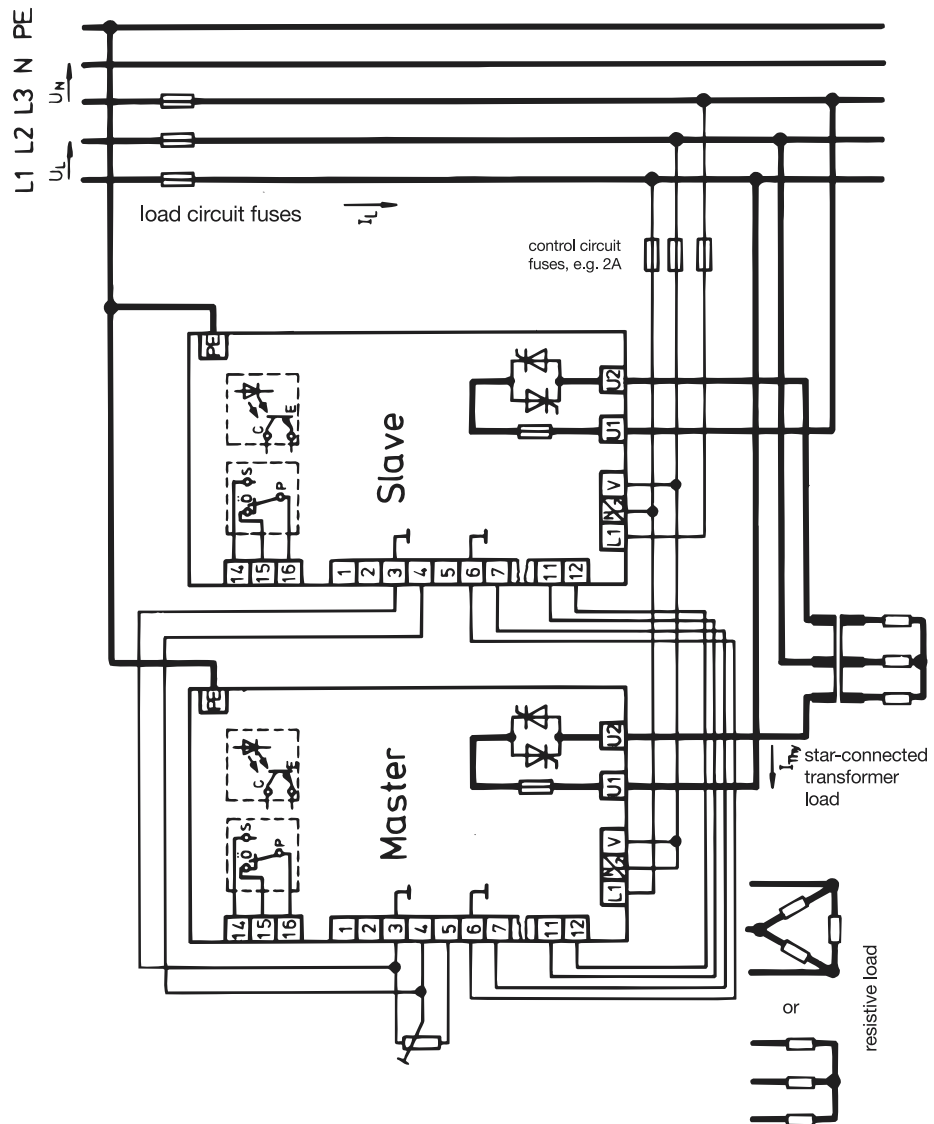 PE
N
L3
L2
L1
U_N
U_L
load circuit fuses
I_L
control circuit
fuses, e.g. 2A
PE
C
E
S
Ö
P
Slave
U2
U1
V
N
L1
14 15 16
1 2 3 4 5 6 7 11 12
PE
C
E
S
Ö
P
Master
U2
U1
V
N
L1
14 15 16
1 2 3 4 5 6 7 11 12
I_Thy
star-connected
transformer
load
or
resistive load